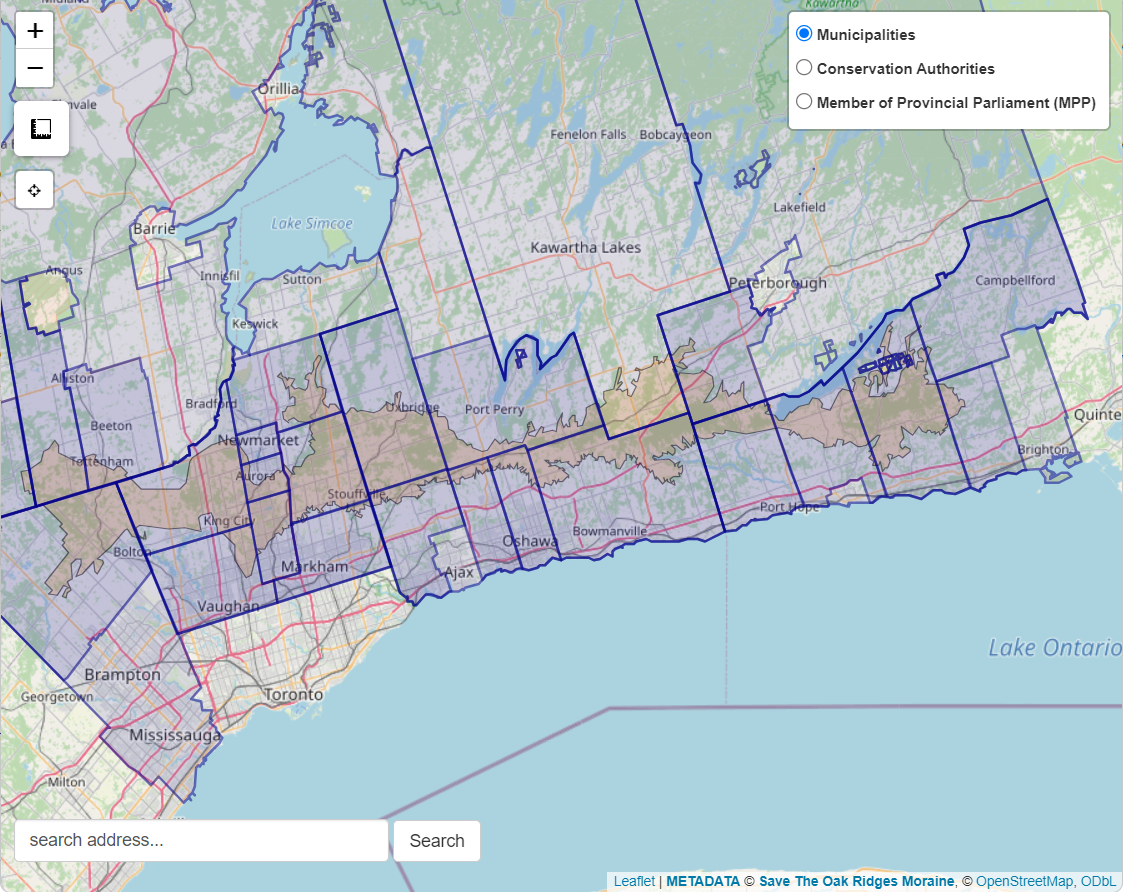 Kawartha
+
−
Municipalities
Conservation Authorities
Member of Provincial Parliament (MPP)
Orillia
Fenelon Falls
Bobcaygeon
Lakefield
Barrie
Lake Simcoe
Kawartha Lakes
Angus
Innisfil
Sutton
Peterborough
Campbellford
Keswick
Alliston
Bradford
Uxbridge
Port Perry
Beeton
Newmarket
Quinte
Tottenham
Aurora
Brighton
Stouffville
King City
Port Hope
Bolton
Oshawa
Bowmanville
Markham
Ajax
Vaughan
Lake Ontario
Brampton
Georgetown
Toronto
Mississauga
Milton
search address...
Search
Leaflet | METADATA © Save The Oak Ridges Moraine, © OpenStreetMap, ODbL